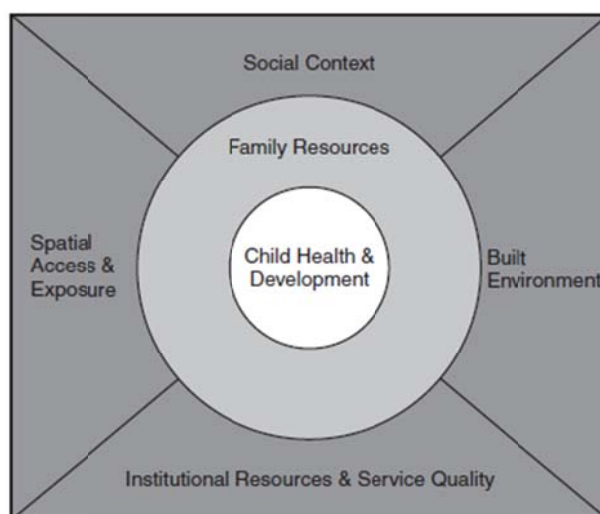 Social Context
Family Resources
Spatial
Access &
Exposure
Child Health &
Development
Built
Environment
Institutional Resources & Service Quality